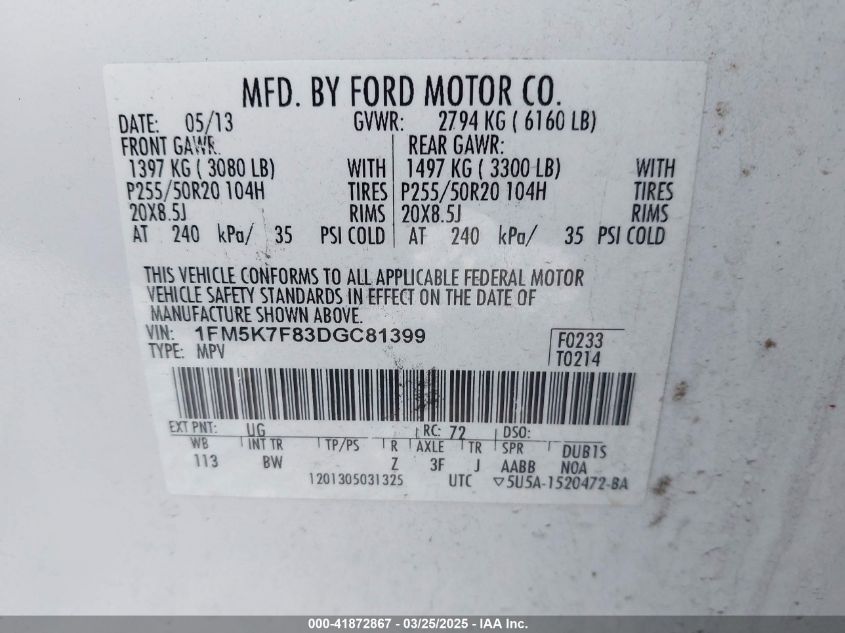 MFD. BY FORD MOTOR CO.
DATE: 05/13 GVWR: 2794 KG ( 6160 LB)
FRONT GAWR: REAR GAWR:
1397 KG ( 3080 LB) WITH 1497 KG ( 3300 LB) WITH
P255/50R20 104H TIRES P255/50R20 104H TIRES
20X8.5J RIMS 20X8.5J RIMS
AT 240 kPa/ 35 PSI COLD AT 240 kPa/ 35 PSI COLD
THIS VEHICLE CONFORMS TO ALL APPLICABLE FEDERAL MOTOR
VEHICLE SAFETY STANDARDS IN EFFECT ON THE DATE OF
MANUFACTURE SHOWN ABOVE.
VIN: 1FM5K7F83DGC81399 F0233
TYPE: MPV T0214
EXT PNT: UG RC: 72 DSO:
WB INT TR TP/PS R AXLE TR SPR DUB1S
113 BW Z 3F J AABB NOA
1201305031325 UTC ▽5U5A-1520472-BA
000-41872867 - 03/25/2025 - IAA Inc.